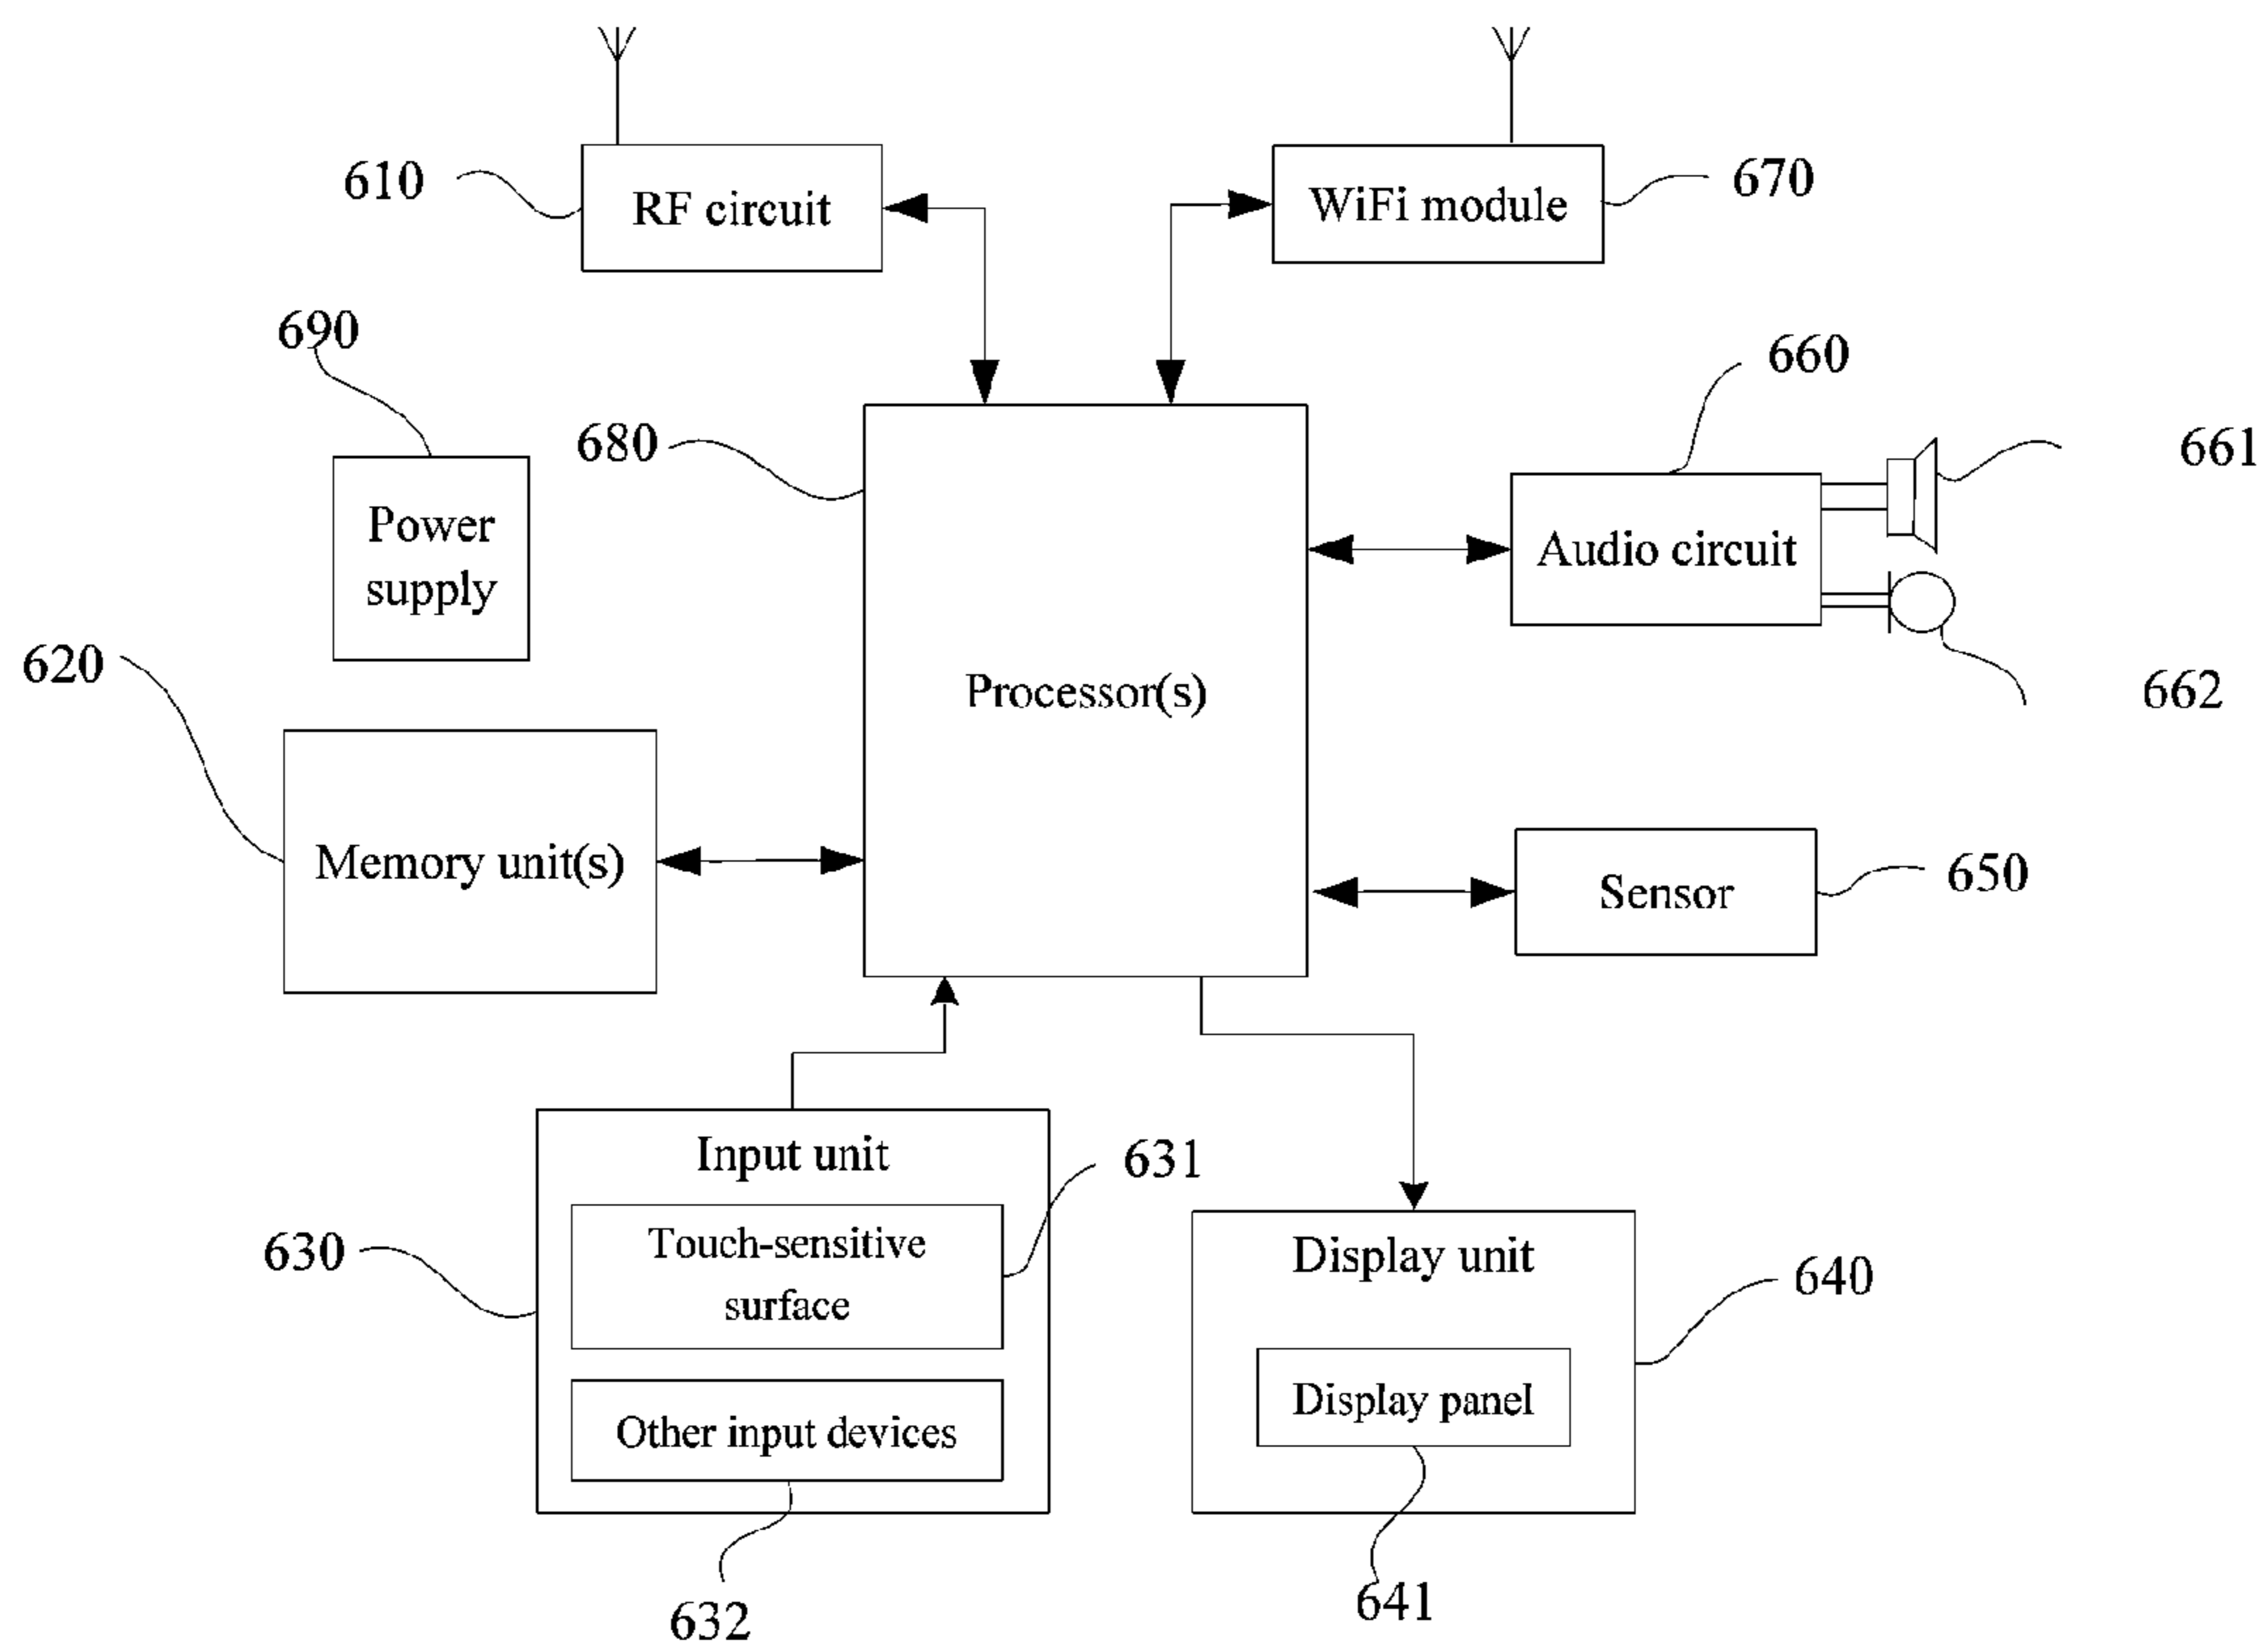 610
RF circuit
WiFi module
670
690
680
660
661
Power
supply
Audio circuit
620
Processor(s)
662
Memory unit(s)
Sensor
650
Input unit
631
Touch-sensitive
surface
630
Other input devices
632
Display unit
640
Display panel
641